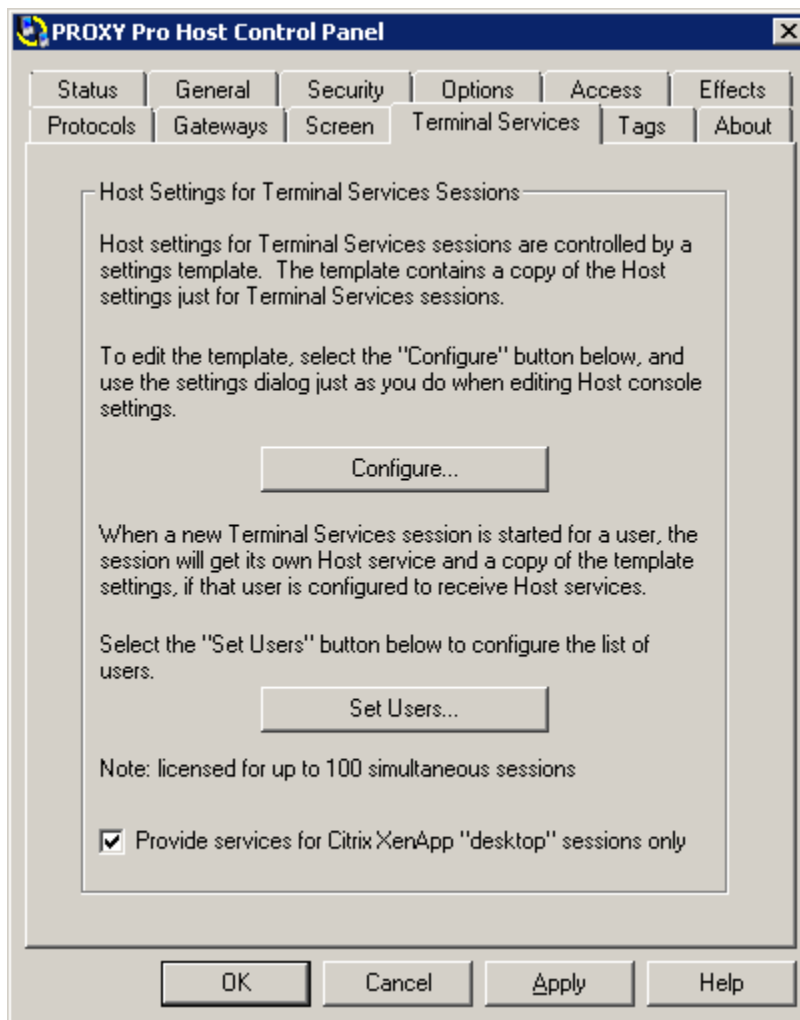 PROXY Pro Host Control Panel
Status General Security Options Access Effects
Protocols Gateways Screen Terminal Services Tags About
Host Settings for Terminal Services Sessions
Host settings for Terminal Services sessions are controlled by a
settings template. The template contains a copy of the Host
settings just for Terminal Services sessions.
To edit the template, select the "Configure" button below, and
use the settings dialog just as you do when editing Host console
settings.
Configure...
When a new Terminal Services session is started for a user, the
session will get its own Host service and a copy of the template
settings, if that user is configured to receive Host services.
Select the "Set Users" button below to configure the list of
users.
Set Users...
Note: licensed for up to 100 simultaneous sessions
Provide services for Citrix XenApp "desktop" sessions only
OK Cancel Apply Help